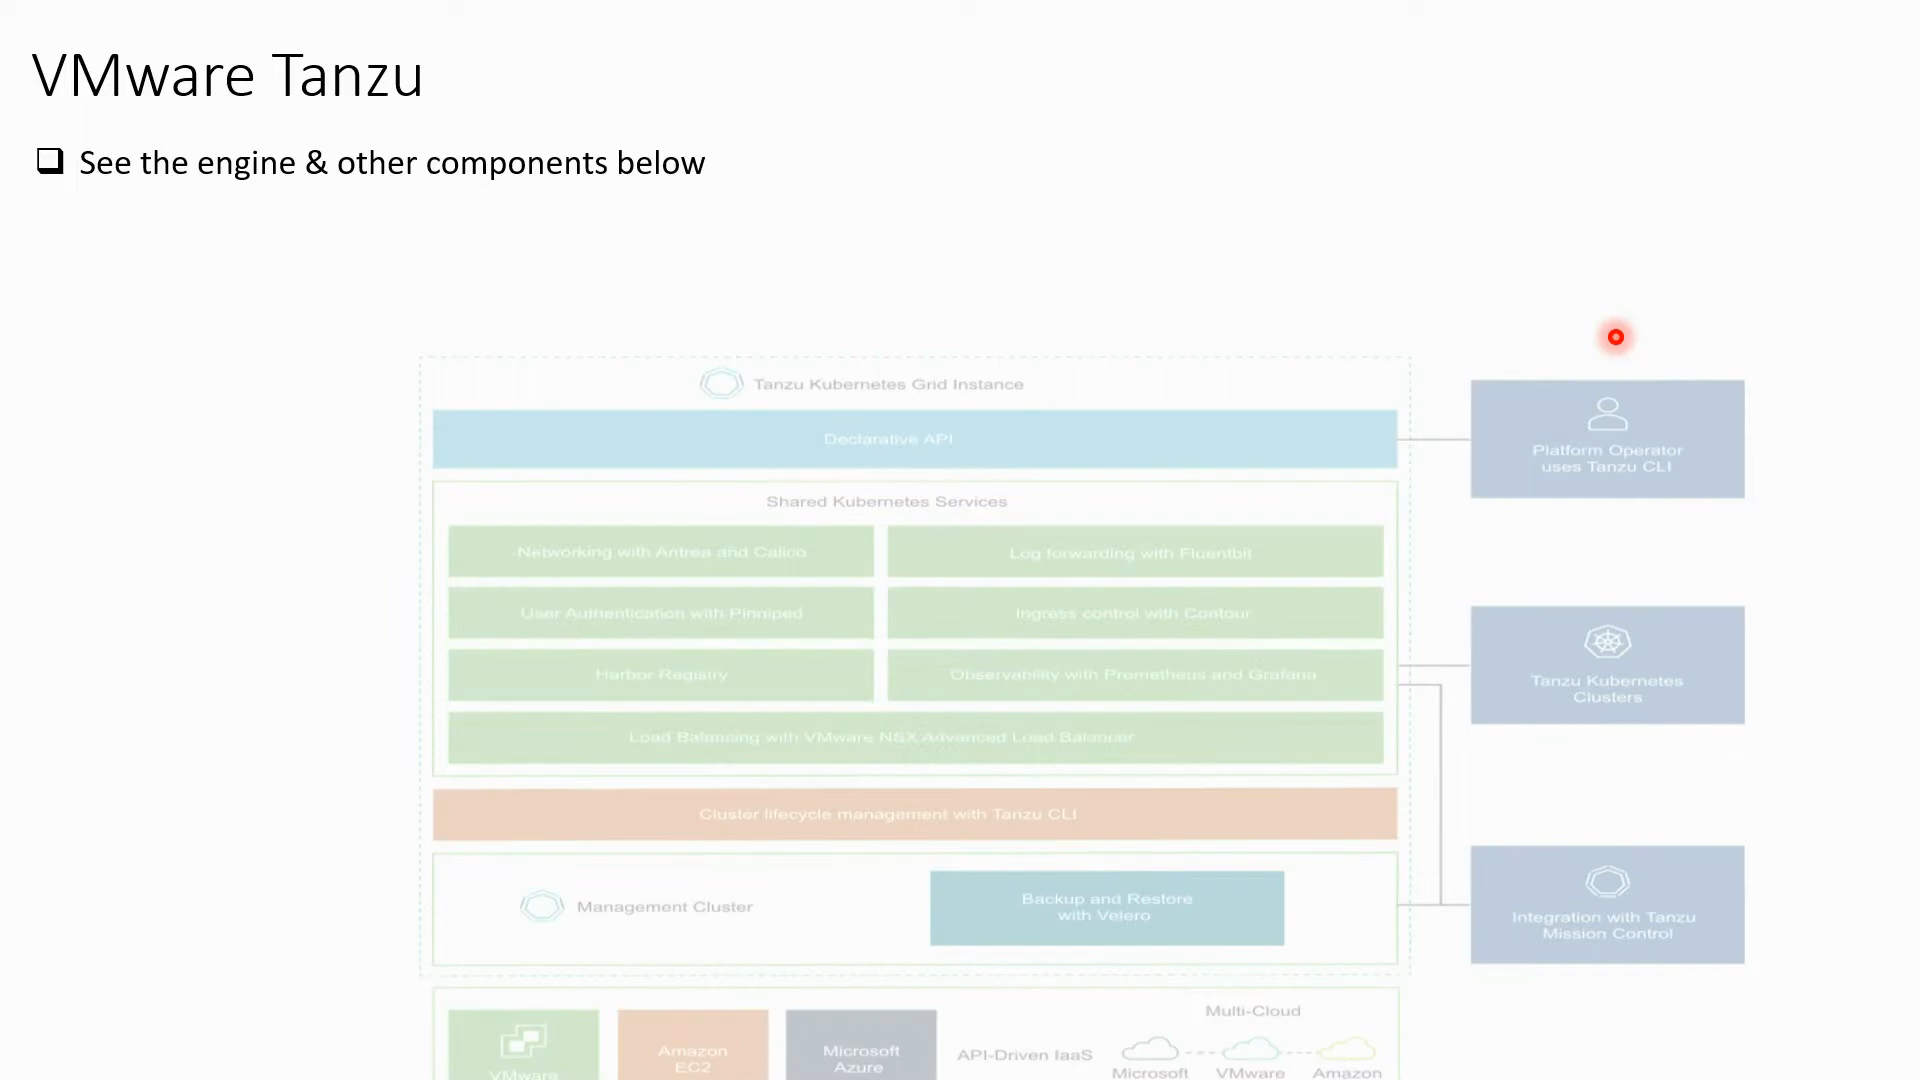 VMware Tanzu
See the engine & other components below
Tanzu Kubernetes Grid Instance
Declarative API
Platform Operator
uses Tanzu CLI
Shared Kubernetes Services
Networking with Antrea and Calico
Log forwarding with Fluentbit
User Authentication with Pinniped
Ingress control with Contour
Harbor Registry
Observability with Prometheus and Grafana
Tanzu Kubernetes
Clusters
Load Balancing with VMware NSX Advanced Load Balancer
Cluster lifecycle management with Tanzu CLI
Management Cluster
Backup and Restore
with Velero
Integration with Tanzu
Mission Control
VMware
Amazon
EC2
Microsoft
Azure
API-Driven IaaS
Multi-Cloud
Microsoft
VMware
Amazon